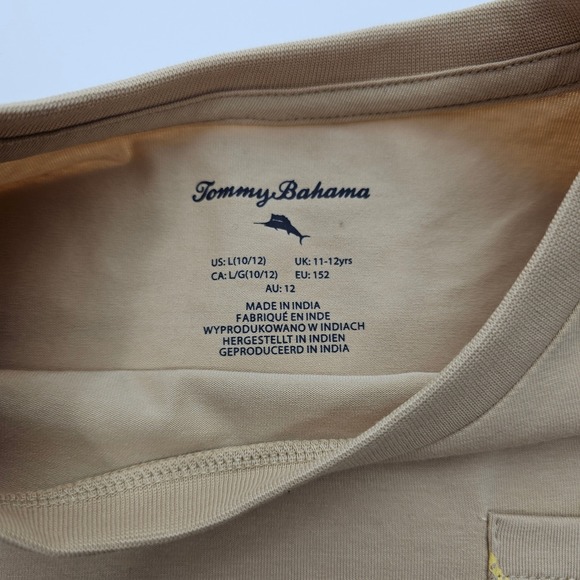 Tommy Bahama
US: L(10/12) UK: 11-12yrs
CA: L/G(10/12) EU: 152
AU: 12
MADE IN INDIA
FABRIQUÉ EN INDE
WYPRODUKOWANO W INDIACH
HERGESTELLT IN INDIEN
GEPRODUCEERD IN INDIA